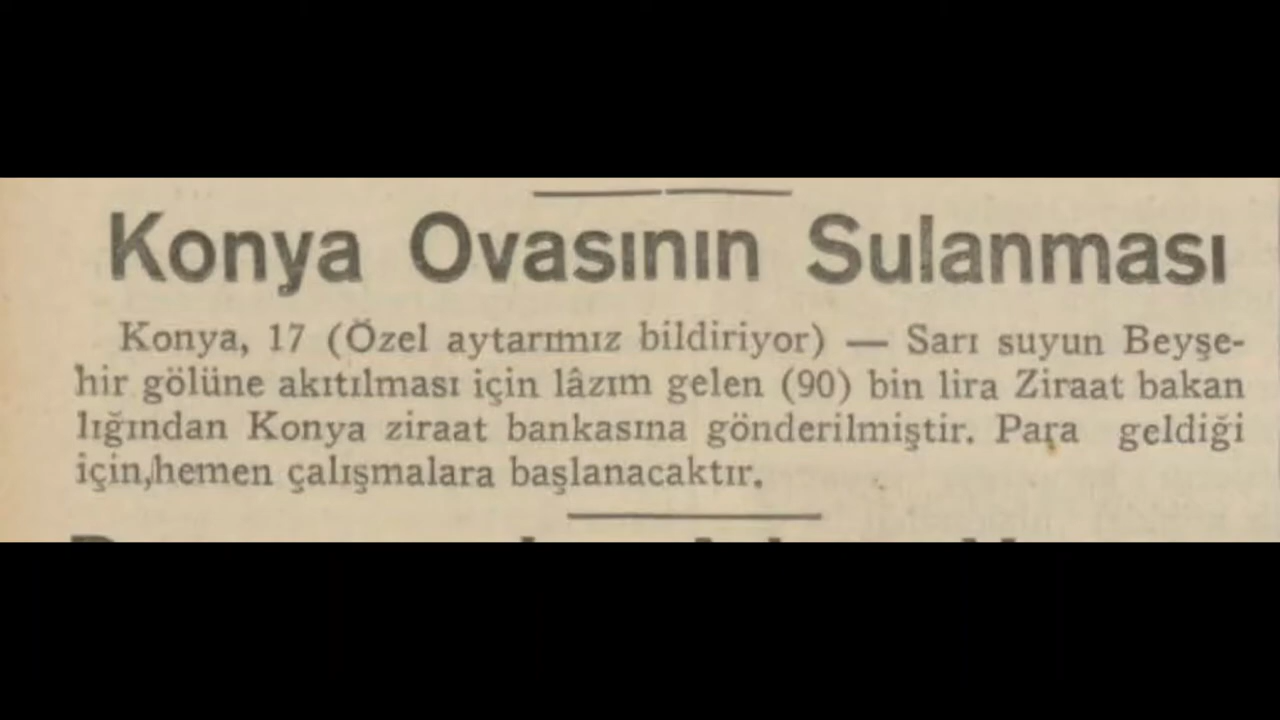 Konya Ovasının Sulanması
Konya, 17 (Özel aytarımız bildiriyor) — Sarı suyun Beyşe-
hir gölüne akıtılması için lâzım gelen (90) bin lira Ziraat bakan
lığından Konya ziraat bankasına gönderilmiştir. Para geldiği
için, hemen çalışmalara başlanacaktır.